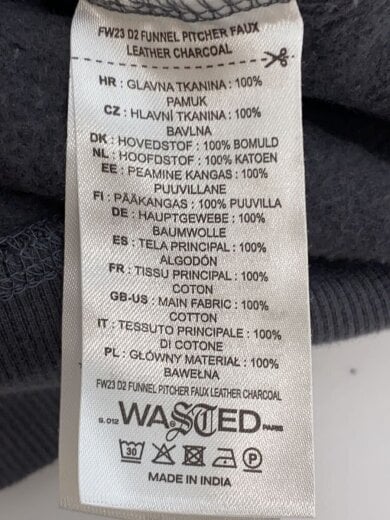 FW23 D2 FUNNEL PITCHER FAUX
LEATHER CHARCOAL
HR : GLAVNA TKANINA : 100%
PAMUK
CZ : HLAVNÍ TKANINA : 100%
BAVLNA
DK : HOVEDSTOF : 100% BOMULD
NL : HOOFDSTOF : 100% KATOEN
EE : PEAMINE KANGAS : 100%
PUUVILLANE
FI : PÄÄKANGAS : 100% PUUVILLA
DE : HAUPTGEWEBE : 100%
BAUMWOLLE
ES : TELA PRINCIPAL : 100%
ALGODÓN
FR : TISSU PRINCIPAL : 100%
COTON
GB-US : MAIN FABRIC : 100%
COTTON
IT : TESSUTO PRINCIPALE : 100%
DI COTONE
PL : GŁÓWNY MATERIAŁ : 100%
BAWEŁNA
FW23 D2 FUNNEL PITCHER FAUX LEATHER CHARCOAL
S. 012 WASTED PARIS
30 P
MADE IN INDIA